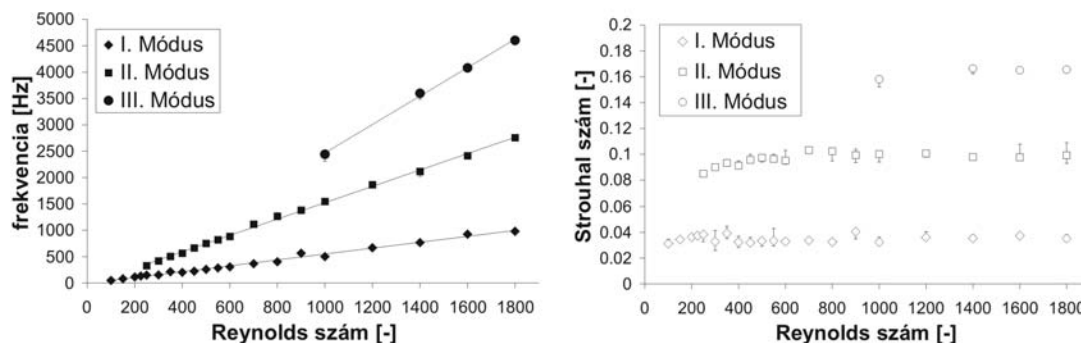 frekvencia [Hz]
5000
4500
4000
3500
3000
2500
2000
1500
1000
500
0
I. Módus
II. Módus
III. Módus
0 200 400 600 800 1000 1200 1400 1600 1800
Reynolds szám [-]
Strouhal szám [-]
0.2
0.18
0.16
0.14
0.12
0.1
0.08
0.06
0.04
0.02
0
I. Módus
II. Módus
III. Módus
0 200 400 600 800 1000 1200 1400 1600 1800
Reynolds szám [-]